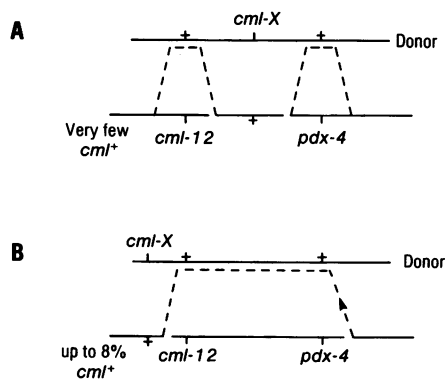 A
cml-X
+ +
Donor
Very few
cml+
cml-12
+
pdx-4
B
cml-X
+ +
Donor
up to 8%
cml+
+
cml-12
pdx-4